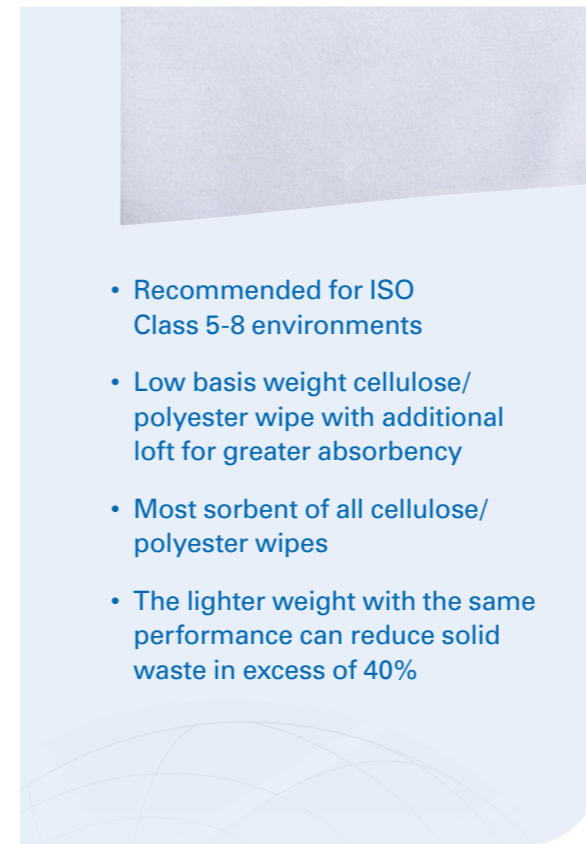 • Recommended for ISO
Class 5-8 environments
• Low basis weight cellulose/
polyester wipe with additional
loft for greater absorbency
• Most sorbent of all cellulose/
polyester wipes
• The lighter weight with the same
performance can reduce solid
waste in excess of 40%